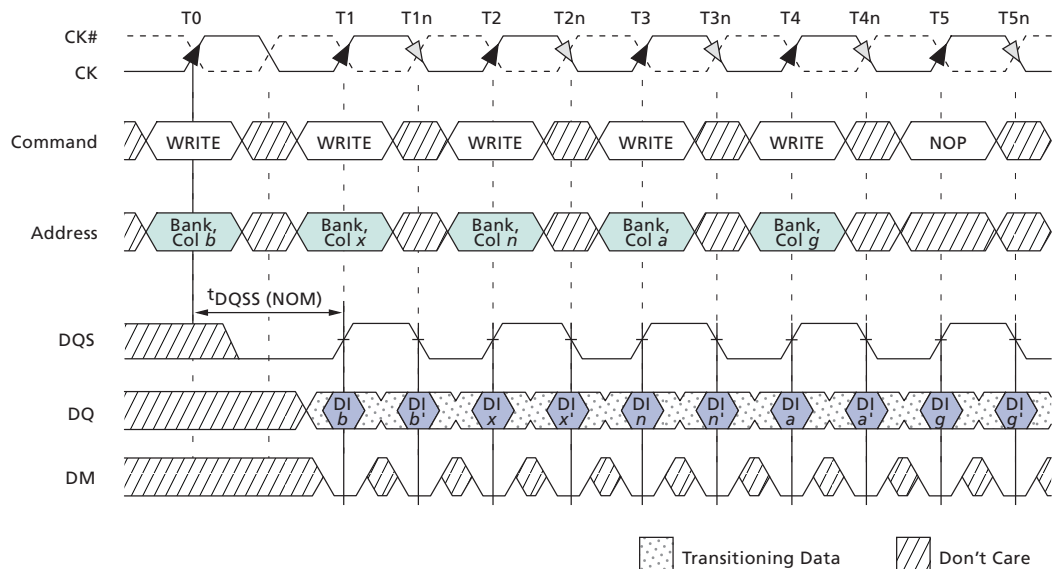 T0 T1 T1n T2 T2n T3 T3n T4 T4n T5 T5n
CK#
CK
Command WRITE WRITE WRITE WRITE WRITE NOP
Bank, Bank, Bank, Bank, Bank,
Address
Col b Col x Col n Col a Col g
tDQSS (NOM)
DQS
DI DI DI DI DI DI DI DI DI DI
DQ
b b' x x' n n' a a' g g'
DM
Transitioning Data Don't Care